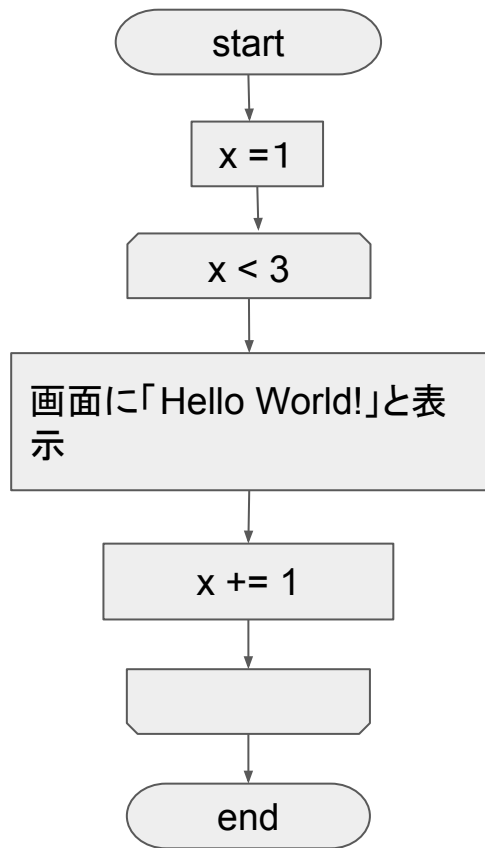 start
x =1
x < 3
画面に「Hello World!」と表
示
x += 1
end